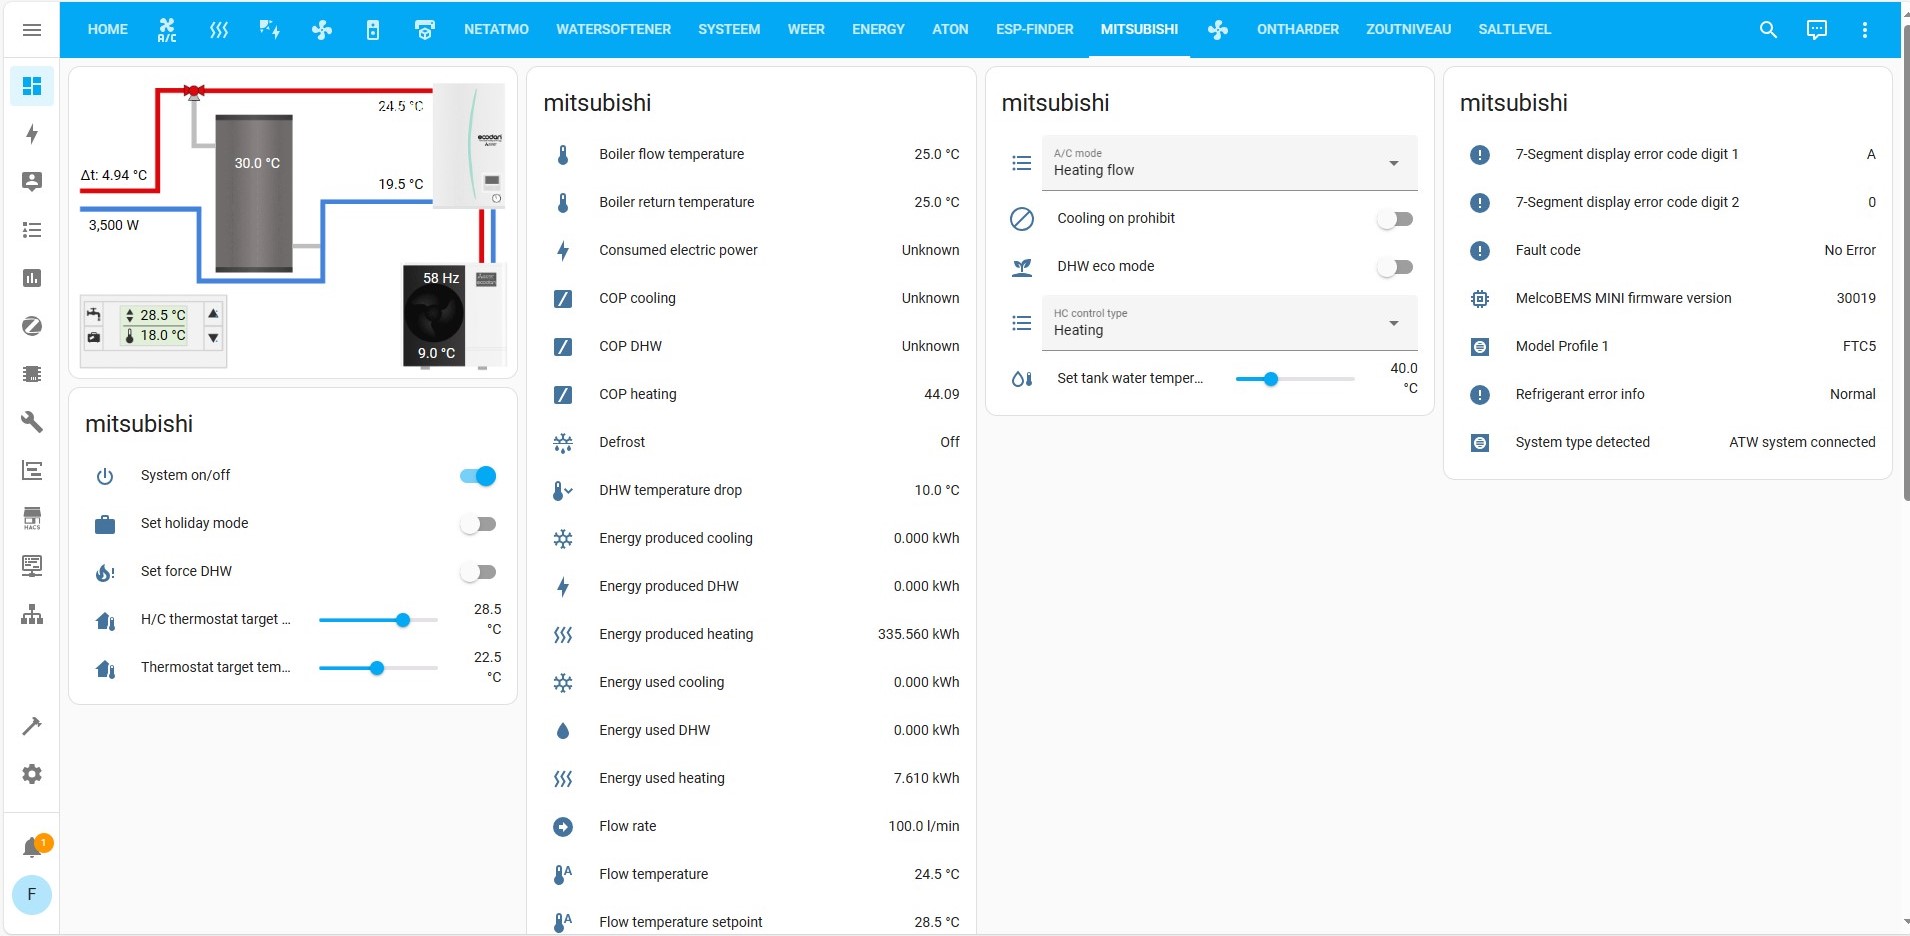 HOME
A/C
NETATMO
WATERSOFTENER
SYSTEEM
WEER
ENERGY
ATON
ESP-FINDER
MITSUBISHI
ONTHARDER
ZOUTNIVEAU
SALTLEVEL
HACS
1
F
24.5 °C
30.0 °C
Δt: 4.94 °C
19.5 °C
3,500 W
ecodan
58 Hz
28.5 °C
18.0 °C
9.0 °C
mitsubishi
System on/off
Set holiday mode
Set force DHW
H/C thermostat target ...
28.5
°C
Thermostat target tem...
22.5
°C
mitsubishi
Boiler flow temperature 25.0 °C
Boiler return temperature 25.0 °C
Consumed electric power Unknown
COP cooling Unknown
COP DHW Unknown
COP heating 44.09
Defrost Off
DHW temperature drop 10.0 °C
Energy produced cooling 0.000 kWh
Energy produced DHW 0.000 kWh
Energy produced heating 335.560 kWh
Energy used cooling 0.000 kWh
Energy used DHW 0.000 kWh
Energy used heating 7.610 kWh
Flow rate 100.0 l/min
Flow temperature 24.5 °C
Flow temperature setpoint 28.5 °C
mitsubishi
A/C mode
Heating flow
Cooling on prohibit
DHW eco mode
HC control type
Heating
Set tank water temper...
40.0
°C
mitsubishi
7-Segment display error code digit 1 A
7-Segment display error code digit 2 0
Fault code No Error
MelcoBEMS MINI firmware version 30019
Model Profile 1 FTC5
Refrigerant error info Normal
System type detected ATW system connected